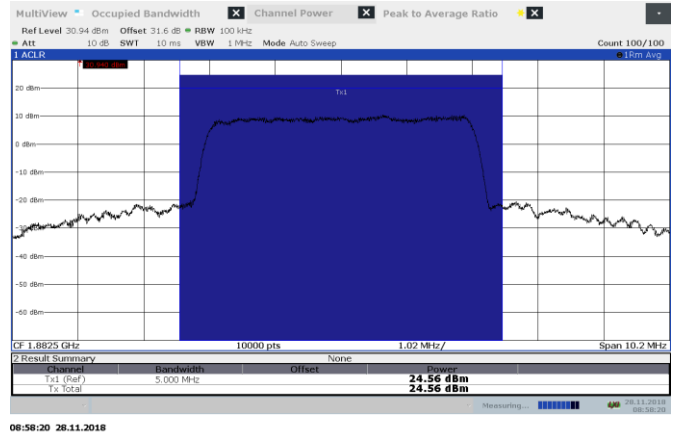 MultiView Occupied Bandwidth X Channel Power X Peak to Average Ratio X
Ref Level 30.94 dBm Offset 31.6 dB RBW 100 kHz
Att 10 dB SWT 10 ms VBW 1 MHz Mode Auto Sweep Count 100/100
1 ACLR 1Rm Avg
30.940 dBm
20 dBm
Tx1
10 dBm
0 dBm
-10 dBm
-20 dBm
-30 dBm
-40 dBm
-50 dBm
-60 dBm
CF 1.8825 GHz 10000 pts 1.02 MHz/ Span 10.2 MHz
2 Result Summary None
Channel Bandwidth Offset Power
Tx1 (Ref) 5.000 MHz 24.56 dBm
Tx Total 24.56 dBm
Measuring... 28.11.2018
08:58:20
08:58:20 28.11.2018